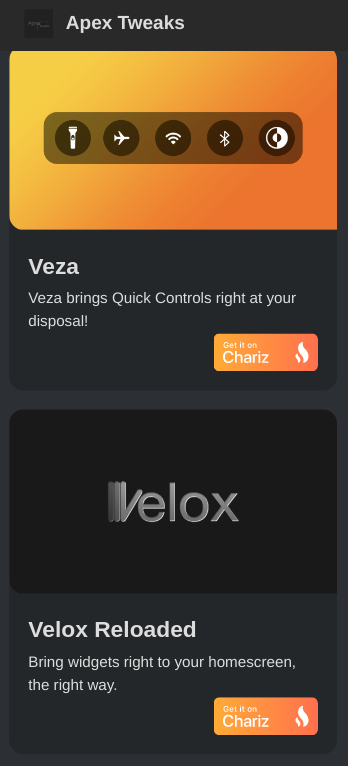 Apex Tweaks
Veza
Veza brings Quick Controls right at your
disposal!
Get it on
Chariz
Velox
Velox Reloaded
Bring widgets right to your homescreen,
the right way.
Get it on
Chariz